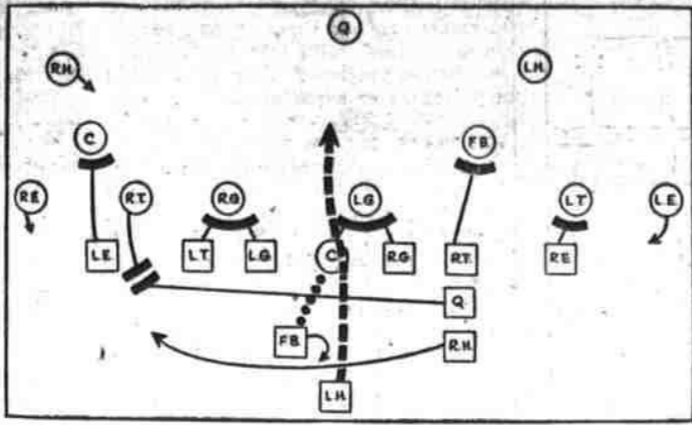 Q
R.H.
L.H.
C
F.B.
R.E.
R.T.
R.G.
L.G.
L.T.
L.E.
L.E.
L.T.
L.G.
C
R.G.
R.T.
R.E.
Q
F.B.
R.H.
L.H.